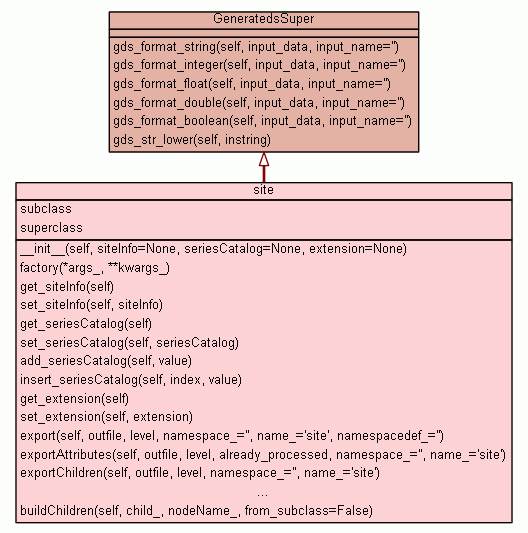 GeneratedsSuper
gds_format_string(self, input_data, input_name='')
gds_format_integer(self, input_data, input_name='')
gds_format_float(self, input_data, input_name='')
gds_format_double(self, input_data, input_name='')
gds_format_boolean(self, input_data, input_name='')
gds_str_lower(self, instring)
site
subclass
superclass
__init__(self, siteInfo=None, seriesCatalog=None, extension=None)
factory(*args_, **kwargs_)
get_siteInfo(self)
set_siteInfo(self, siteInfo)
get_seriesCatalog(self)
set_seriesCatalog(self, seriesCatalog)
add_seriesCatalog(self, value)
insert_seriesCatalog(self, index, value)
get_extension(self)
set_extension(self, extension)
export(self, outfile, level, namespace_='', name_='site', namespacedef_='')
exportAttributes(self, outfile, level, already_processed, namespace_='', name_='site')
exportChildren(self, outfile, level, namespace_='', name_='site')
...
buildChildren(self, child_, nodeName_, from_subclass=False)